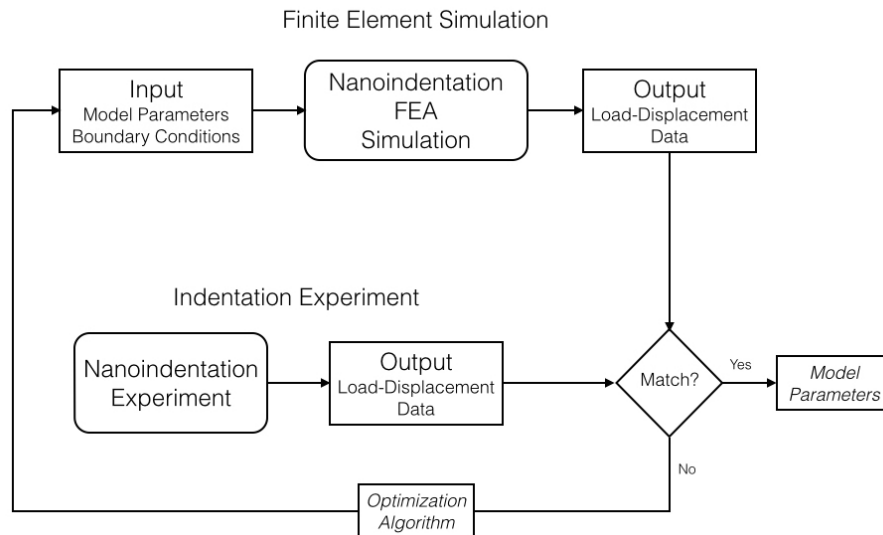 Finite Element Simulation
Input
Model Parameters
Boundary Conditions
Nanoindentation
FEA
Simulation
Output
Load-Displacement
Data
Indentation Experiment
Nanoindentation
Experiment
Output
Load-Displacement
Data
Match?
Yes
Model
Parameters
No
Optimization
Algorithm